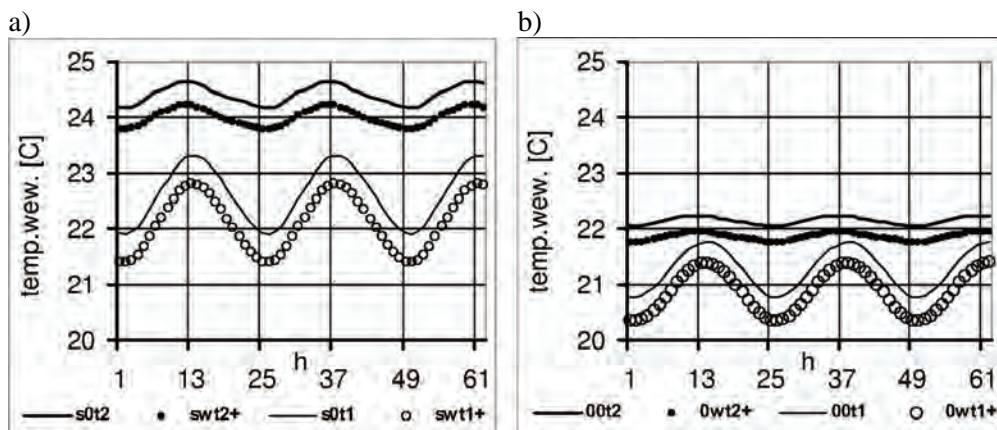 a)
25
24
23
22
21
20
temp.wew. [C]
h
1 13 25 37 49 61
s0t2 swt2+ s0t1 swt1+
b)
25
24
23
22
21
20
temp.wew. [C]
h
1 13 25 37 49 61
00t2 0wt2+ 00t1 0wt1+